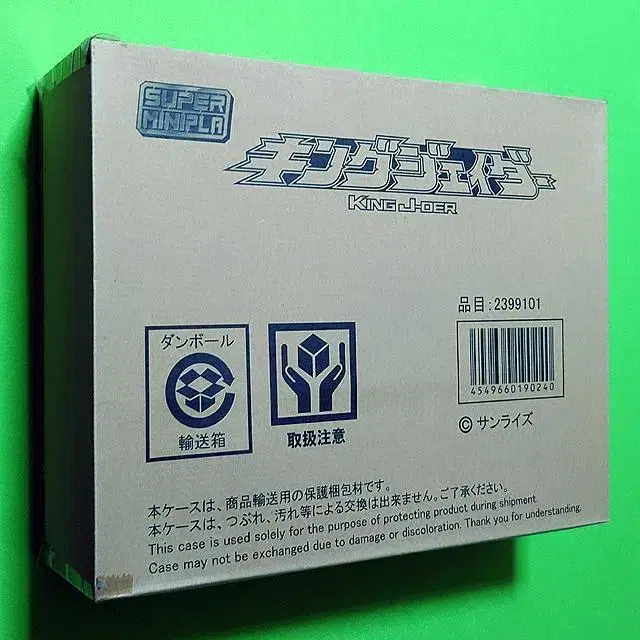 SUPER
MINIPLA
キングジェイダー
KING J-DER
品目:2399101
4549660190240
© サンライズ
ダンボール
輸送箱
取扱注意
本ケースは、商品輸送用の保護梱包材です。
本ケースは、つぶれ、汚れ等による交換は出来ません。ご了承ください。
This case is used solely for the purpose of protecting product during shipment.
Case may not be exchanged due to damage or discoloration. Thank you for understanding.